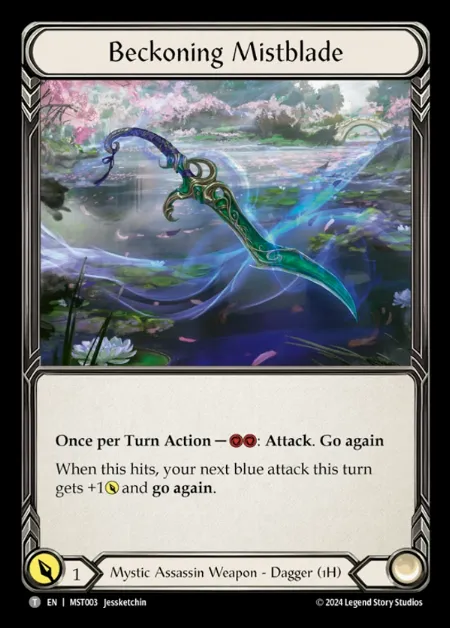 Beckoning Mistblade
Once per Turn Action — : Attack. Go again
When this hits, your next blue attack this turn
gets +1 and go again.
1
Mystic Assassin Weapon - Dagger (1H)
T EN | MST003 Jessketchin
© 2024 Legend Story Studios